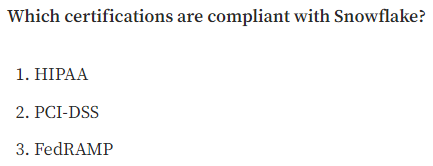 Which certifications are compliant with Snowflake?
1. HIPAA
2. PCI-DSS
3. FedRAMP